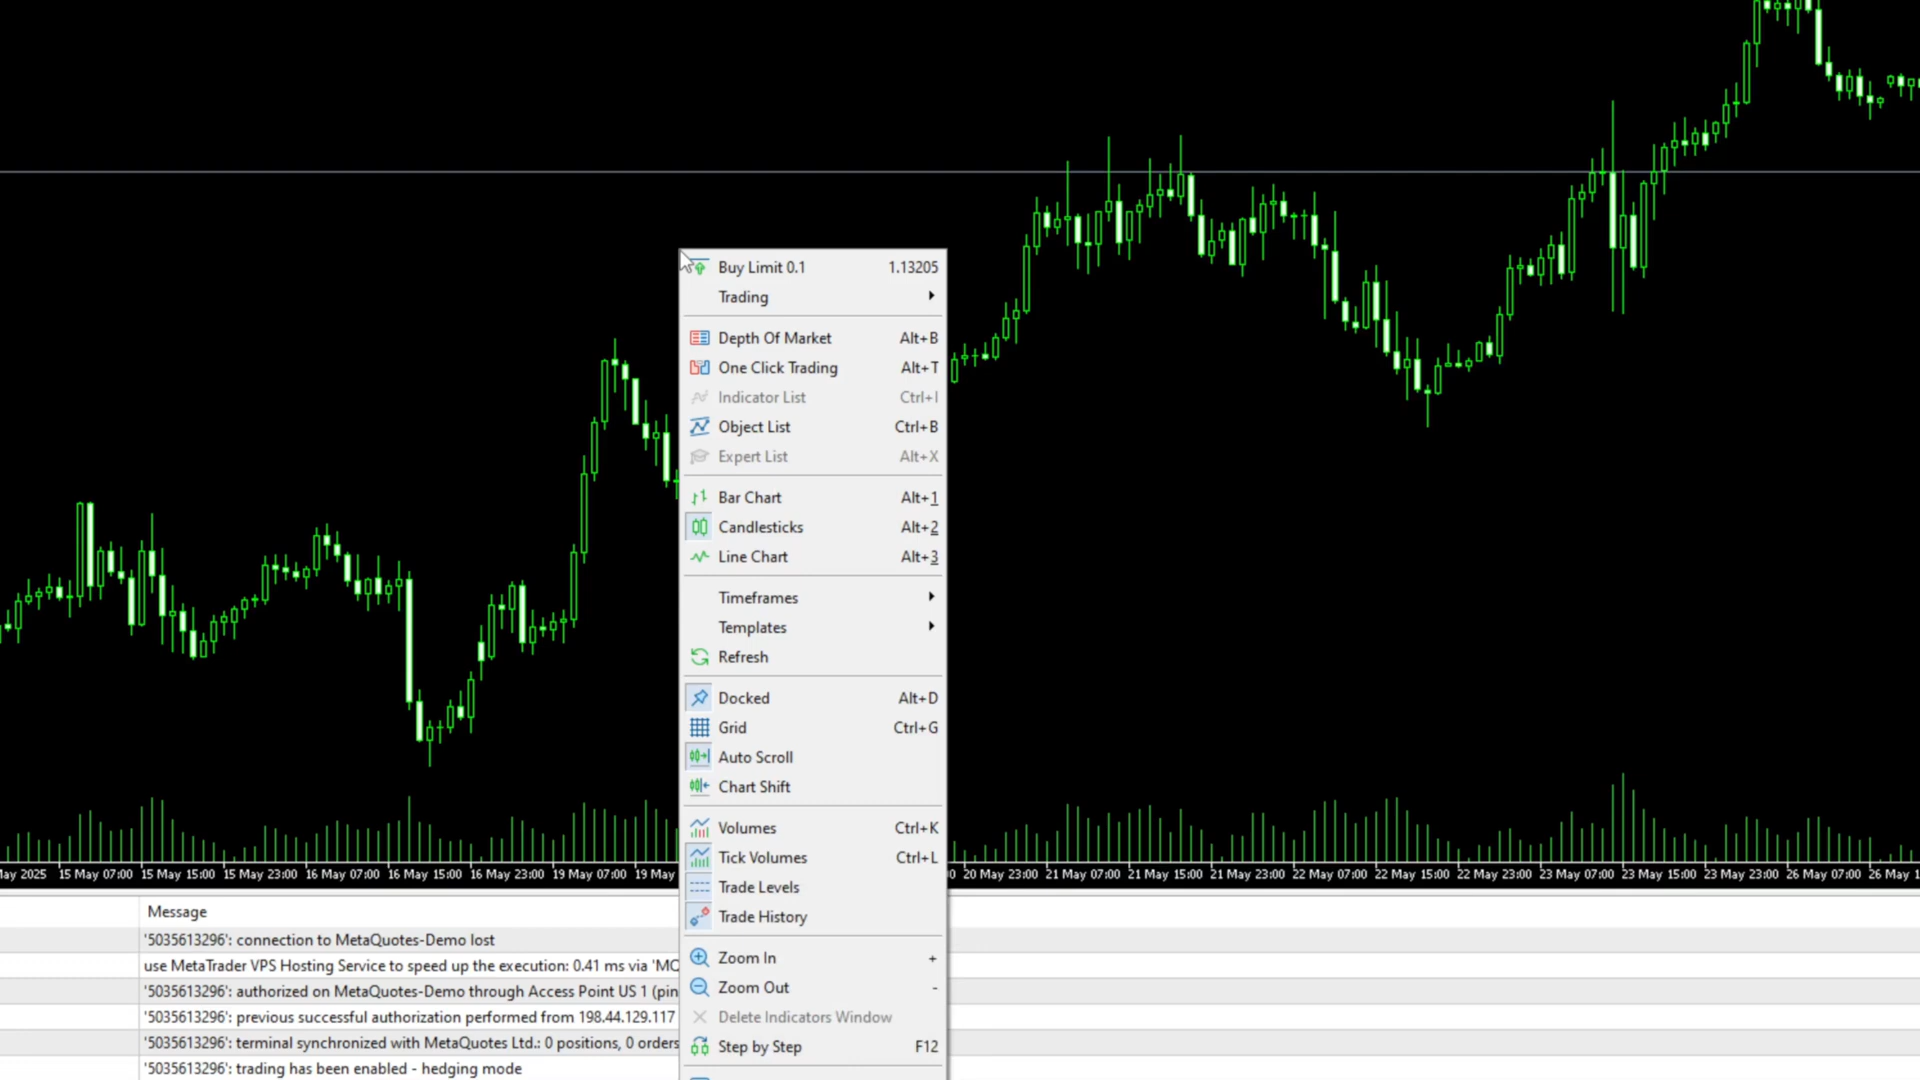 Buy Limit 0.1 1.13205
Trading
Depth Of Market Alt+B
One Click Trading Alt+T
Indicator List Ctrl+I
Object List Ctrl+B
Expert List Alt+X
Bar Chart Alt+1
Candlesticks Alt+2
Line Chart Alt+3
Timeframes
Templates
Refresh
Docked Alt+D
Grid Ctrl+G
Auto Scroll
Chart Shift
Volumes Ctrl+K
Tick Volumes Ctrl+L
Trade Levels
Trade History
Zoom In +
Zoom Out -
Delete Indicators Window
Step by Step F12
May 2025 15 May 07:00 15 May 15:00 15 May 23:00 16 May 07:00 16 May 15:00 16 May 23:00 19 May 07:00 19 May 20 May 23:00 21 May 07:00 21 May 15:00 21 May 23:00 22 May 07:00 22 May 15:00 22 May 23:00 23 May 07:00 23 May 15:00 23 May 23:00 26 May 07:00 26 May 1
Message
'5035613296': connection to MetaQuotes-Demo lost
use MetaTrader VPS Hosting Service to speed up the execution: 0.41 ms via 'MQ
'5035613296': authorized on MetaQuotes-Demo through Access Point US 1 (pin
'5035613296': previous successful authorization performed from 198.44.129.117
'5035613296': terminal synchronized with MetaQuotes Ltd.: 0 positions, 0 orders
'5035613296': trading has been enabled - hedging mode